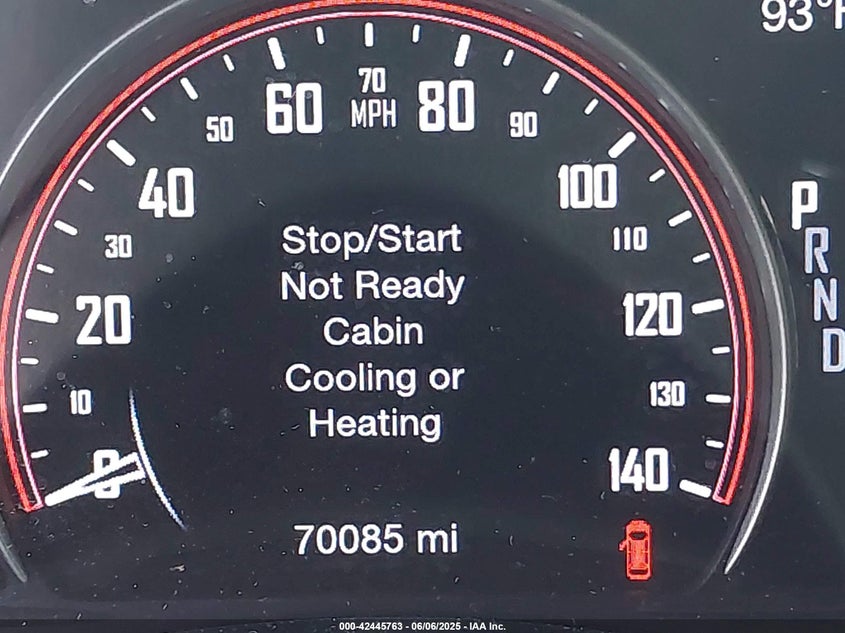 93°F
60
70
MPH
80
50
90
40
100
30
110
Stop/Start
Not Ready
Cabin
Cooling or
Heating
20
120
10
130
0
140
P
R
N
D
70085 mi
000-42445763 - 06/06/2025 - IAA Inc.